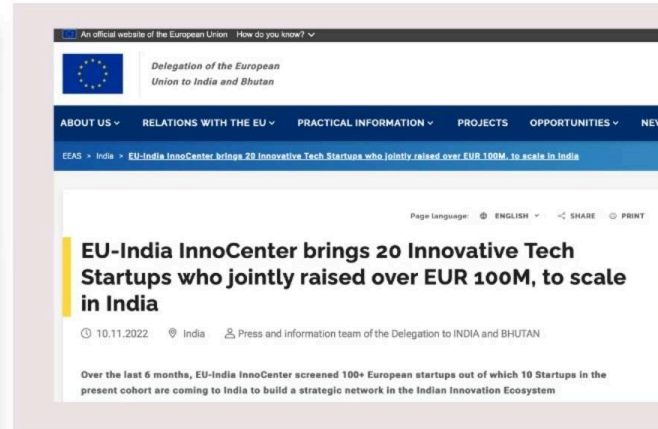 An official website of the European Union How do you know?
Delegation of the European
Union to India and Bhutan
ABOUT US RELATIONS WITH THE EU PRACTICAL INFORMATION PROJECTS OPPORTUNITIES NEV
EEAS > India > EU-India InnoCenter brings 20 Innovative Tech Startups who jointly raised over EUR 100M, to scale in India
Page language: ENGLISH SHARE PRINT
EU-India InnoCenter brings 20 Innovative Tech
Startups who jointly raised over EUR 100M, to scale
in India
10.11.2022 India Press and information team of the Delegation to INDIA and BHUTAN
Over the last 6 months, EU-India InnoCenter screened 100+ European startups out of which 10 Startups in the
present cohort are coming to India to build a strategic network in the Indian Innovation Ecosystem